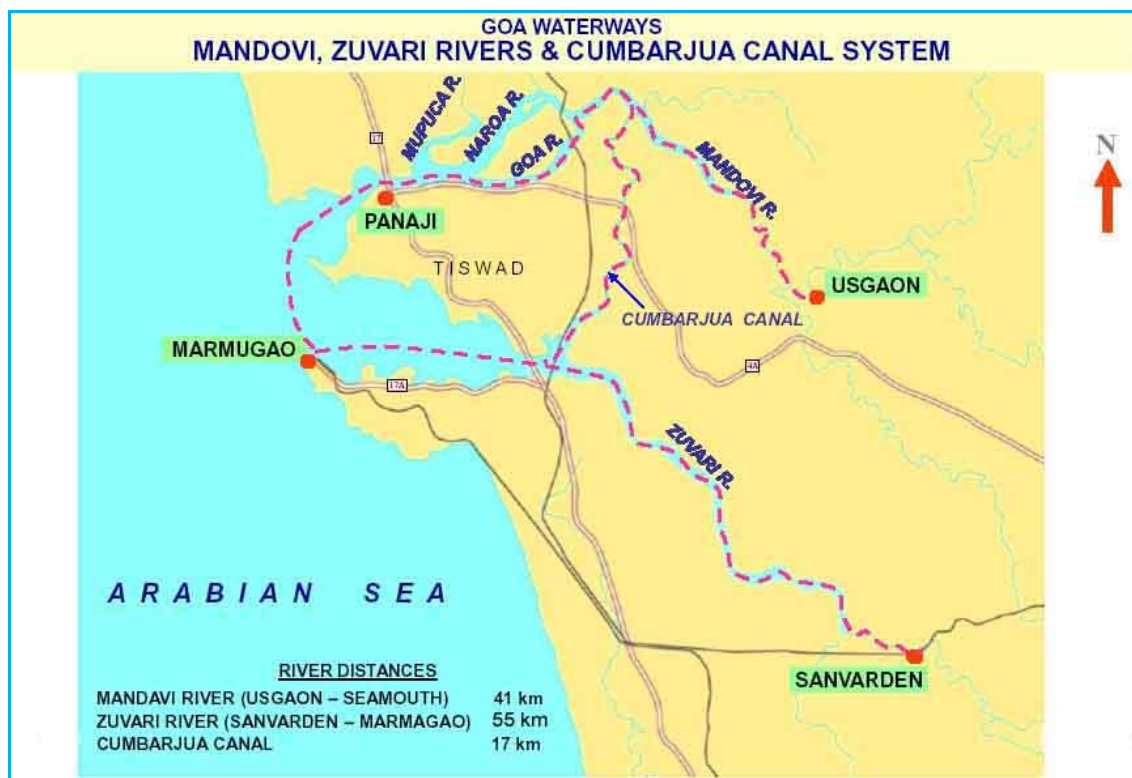 GOA WATERWAYS
MANDOVI, ZUVARI RIVERS & CUMBARJUA CANAL SYSTEM
MUPUCA R.
NAROA R.
GOA R.
MANDOVI R.
N
17
PANAJI
TISWAD
USGAON
CUMBARJUA CANAL
MARMUGAO
17A
4A
ZUVARI R.
SANVARDEN
ARABIAN SEA
RIVER DISTANCES
MANDAVI RIVER (USGAON – SEAMOUTH) 41 km
ZUVARI RIVER (SANVARDEN – MARMAGAO) 55 km
CUMBARJUA CANAL 17 km